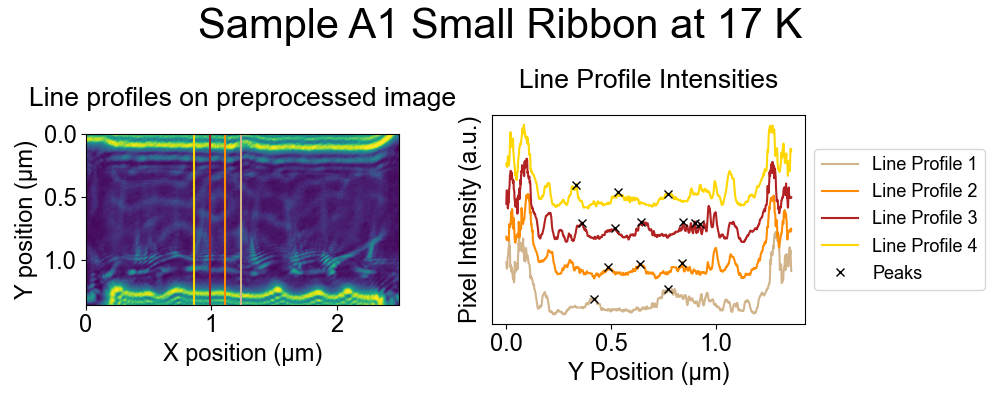 Sample A1 Small Ribbon at 17 K
Line profiles on preprocessed image
Y position (µm)
0.0
0.5
1.0
0
1
2
X position (µm)
Line Profile Intensities
Pixel Intensity (a.u.)
0.0
0.5
1.0
Y Position (µm)
Line Profile 1
Line Profile 2
Line Profile 3
Line Profile 4
Peaks